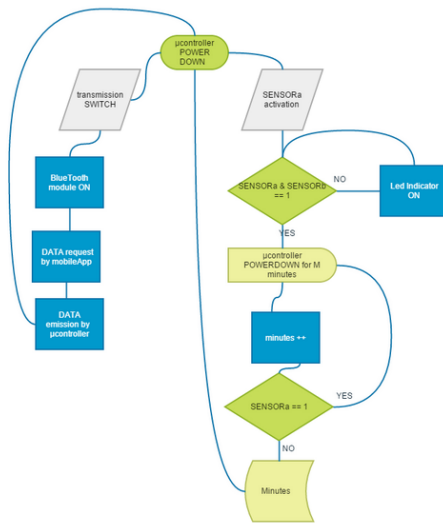 µcontroller
POWER
DOWN
transmission
SWITCH
SENSORa
activation
BlueTooth
module ON
SENSORa & SENSORb
== 1
NO
Led Indicator
ON
YES
DATA request
by mobileApp
µcontroller
POWERDOWN for M
minutes
DATA
emission by
µcontroller
minutes ++
SENSORa == 1
YES
NO
Minutes